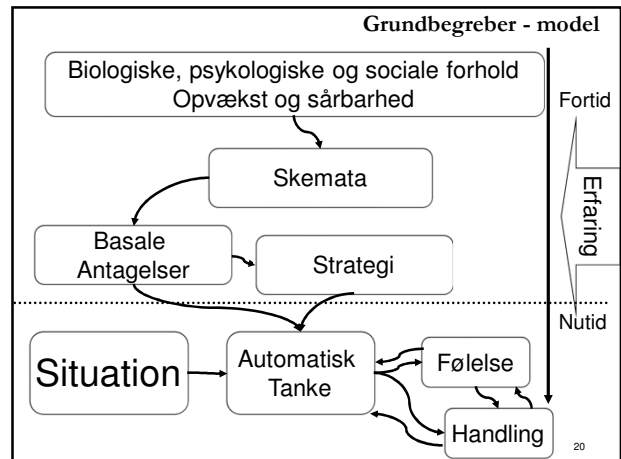 Grundbegreber - model
Biologiske, psykologiske og sociale forhold
Opvækst og sårbarhed
Fortid
Skemata
Erfaring
Basale
Antagelser
Strategi
Nutid
Situation
Automatisk
Tanke
Følelse
Handling
20